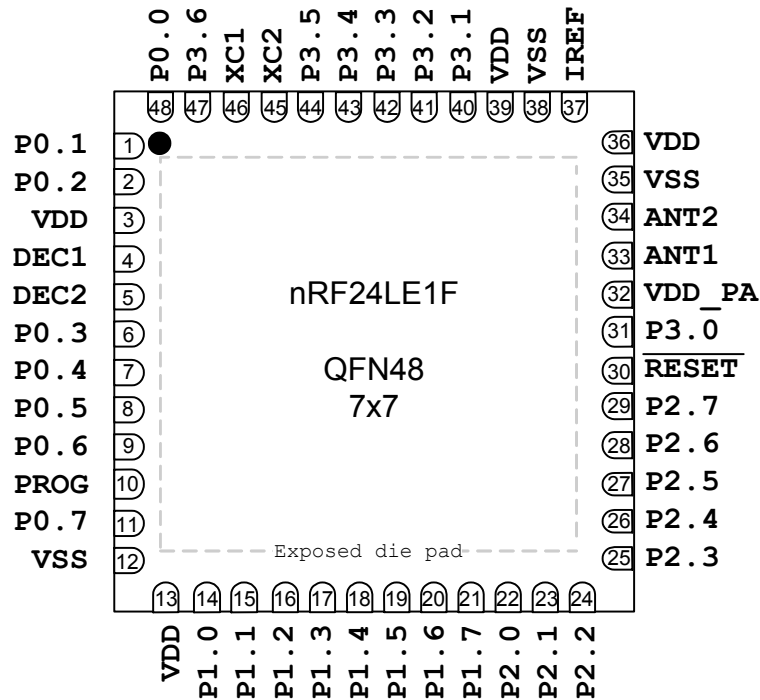 P0.0 P3.6 XC1 XC2 P3.5 P3.4 P3.3 P3.2 P3.1 VDD VSS IREF
48 47 46 45 44 43 42 41 40 39 38 37
P0.1 1 36 VDD
P0.2 2 35 VSS
VDD 3 34 ANT2
DEC1 4 33 ANT1
DEC2 5 nRF24LE1F 32 VDD_PA
P0.3 6 31 P3.0
P0.4 7 QFN48 30 RESET
P0.5 8 7x7 29 P2.7
P0.6 9 28 P2.6
PROG 10 27 P2.5
P0.7 11 26 P2.4
VSS 12 Exposed die pad 25 P2.3
13 14 15 16 17 18 19 20 21 22 23 24
VDD P1.0 P1.1 P1.2 P1.3 P1.4 P1.5 P1.6 P1.7 P2.0 P2.1 P2.2